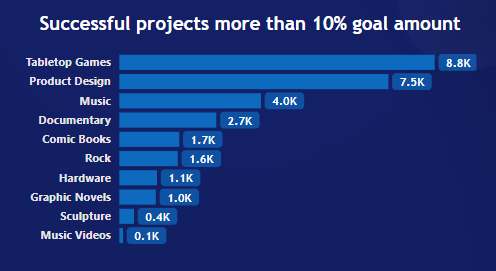 Successful projects more than 10% goal amount
Tabletop Games 8.8K
Product Design 7.5K
Music 4.0K
Documentary 2.7K
Comic Books 1.7K
Rock 1.6K
Hardware 1.1K
Graphic Novels 1.0K
Sculpture 0.4K
Music Videos 0.1K